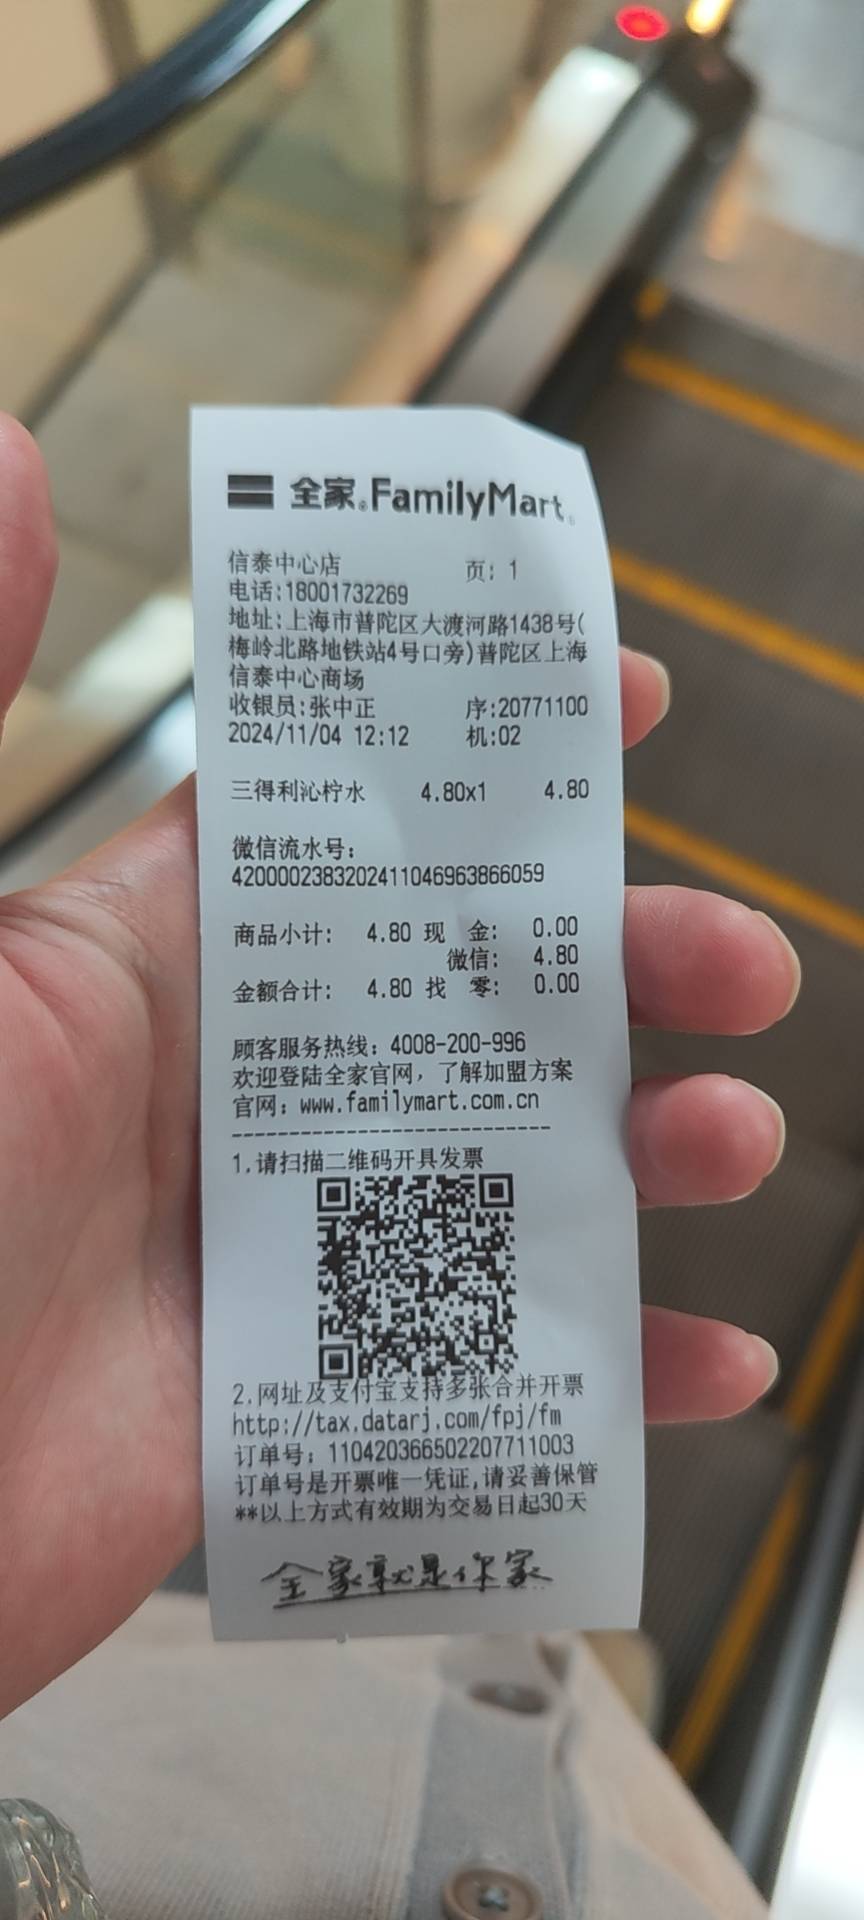 全家 FamilyMart
信泰中心店 页: 1
电话:18001732269
地址:上海市普陀区大渡河路1438号(
梅岭北路地铁站4号口旁)普陀区上海
信泰中心商场
收银员:张中正 序:20771100
2024/11/04 12:12 机:02
三得利沁柠水 4.80x1 4.80
微信流水号:
4200002383202411046963866059
商品小计: 4.80 现 金: 0.00
微信: 4.80
金额合计: 4.80 找 零: 0.00
顾客服务热线: 4008-200-996
欢迎登陆全家官网，了解加盟方案
官网: www.familymart.com.cn
----------------------------
1.请扫描二维码开具发票
2.网址及支付宝支持多张合并开票
http://tax.datarj.com/fpj/fm
订单号: 110420366502207711003
订单号是开票唯一凭证,请妥善保管
**以上方式有效期为交易日起30天
全家就是你家